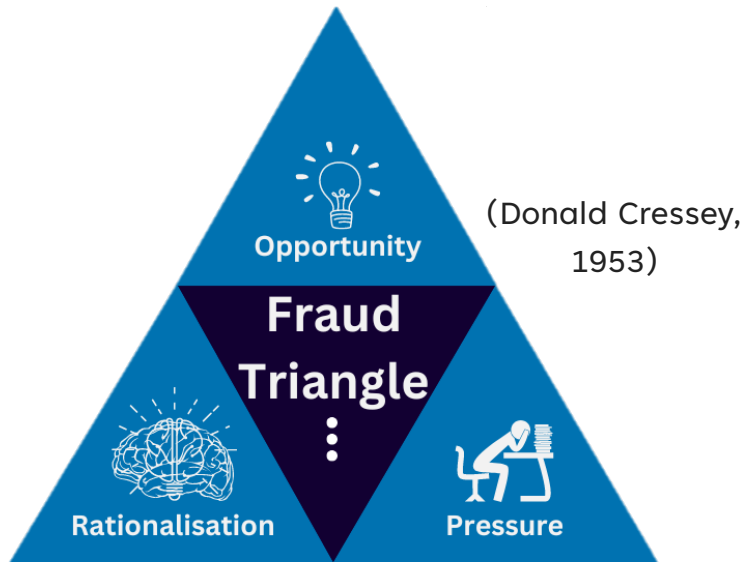 Opportunity
(Donald Cressey,
1953)
Fraud
Triangle
Rationalisation
Pressure